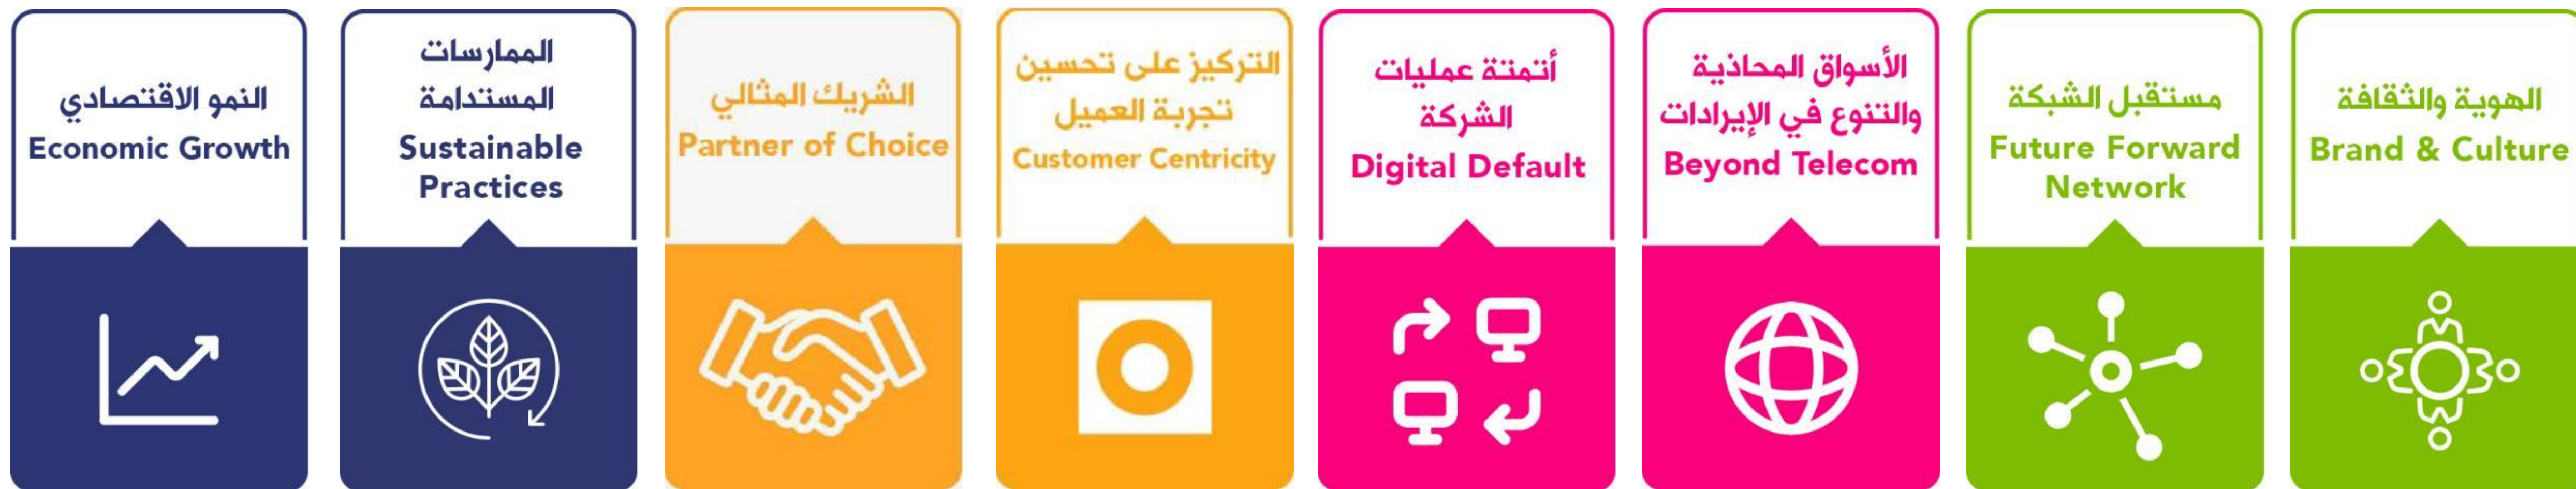 النمو الاقتصادي
Economic Growth
الممارسات
المستدامة
Sustainable
Practices
الشريك المثالي
Partner of Choice
التركيز على تحسين
تجربة العميل
Customer Centricity
أتمتة عمليات
الشركة
Digital Default
الأسواق المحاذية
والتنوع في الإيرادات
Beyond Telecom
مستقبل الشبكة
Future Forward
Network
الهوية والثقافة
Brand & Culture